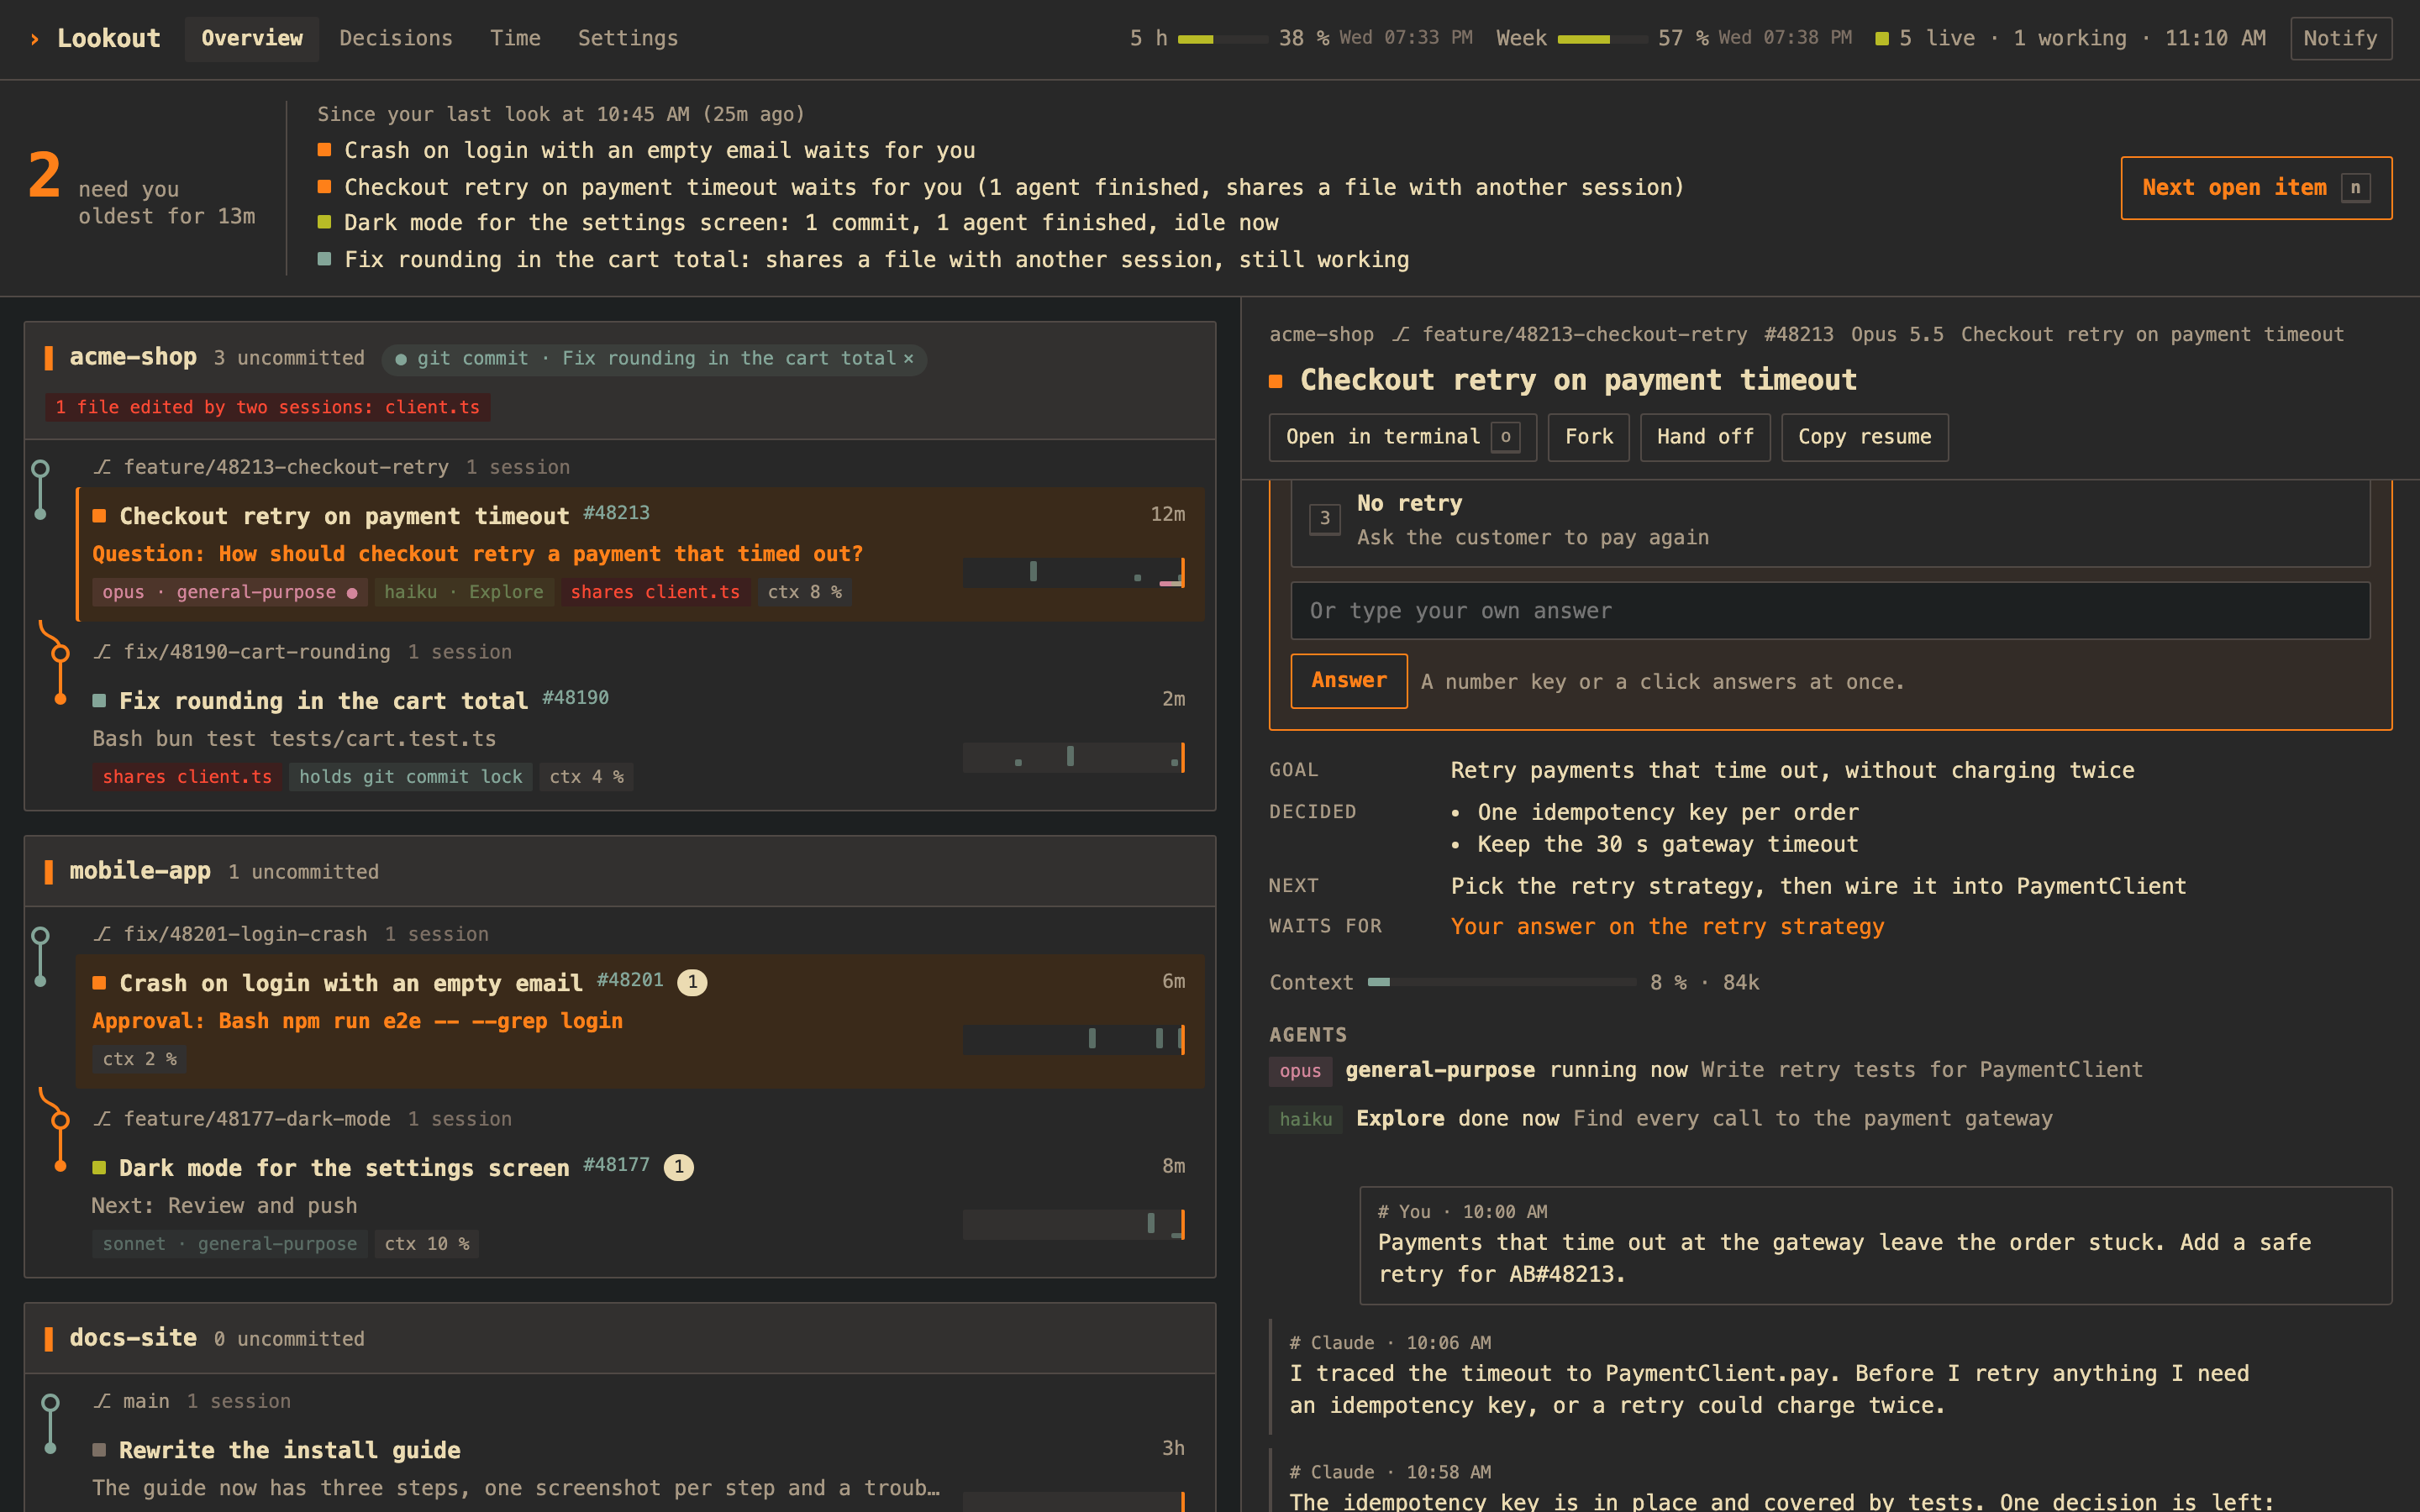 › Lookout Overview Decisions Time Settings 5 h 38 % Wed 07:33 PM Week 57 % Wed 07:38 PM 5 live · 1 working · 11:10 AM Notify
2 need you
oldest for 13m
Since your last look at 10:45 AM (25m ago)
Crash on login with an empty email waits for you
Checkout retry on payment timeout waits for you (1 agent finished, shares a file with another session)
Dark mode for the settings screen: 1 commit, 1 agent finished, idle now
Fix rounding in the cart total: shares a file with another session, still working
Next open item n
acme-shop 3 uncommitted ● git commit · Fix rounding in the cart total ×
1 file edited by two sessions: client.ts
feature/48213-checkout-retry 1 session
Checkout retry on payment timeout #48213 12m
Question: How should checkout retry a payment that timed out?
opus · general-purpose ● haiku · Explore shares client.ts ctx 8 %
fix/48190-cart-rounding 1 session
Fix rounding in the cart total #48190 2m
Bash bun test tests/cart.test.ts
shares client.ts holds git commit lock ctx 4 %
mobile-app 1 uncommitted
fix/48201-login-crash 1 session
Crash on login with an empty email #48201 1 6m
Approval: Bash npm run e2e -- --grep login
ctx 2 %
feature/48177-dark-mode 1 session
Dark mode for the settings screen #48177 1 8m
Next: Review and push
sonnet · general-purpose ctx 10 %
docs-site 0 uncommitted
main 1 session
Rewrite the install guide 3h
The guide now has three steps, one screenshot per step and a troub…
acme-shop feature/48213-checkout-retry #48213 Opus 5.5 Checkout retry on payment timeout
Checkout retry on payment timeout
Open in terminal o Fork Hand off Copy resume
3 No retry
Ask the customer to pay again
Or type your own answer
Answer A number key or a click answers at once.
GOAL Retry payments that time out, without charging twice
DECIDED • One idempotency key per order
• Keep the 30 s gateway timeout
NEXT Pick the retry strategy, then wire it into PaymentClient
WAITS FOR Your answer on the retry strategy
Context 8 % · 84k
AGENTS
opus general-purpose running now Write retry tests for PaymentClient
haiku Explore done now Find every call to the payment gateway
# You · 10:00 AM
Payments that time out at the gateway leave the order stuck. Add a safe
retry for AB#48213.
# Claude · 10:06 AM
I traced the timeout to PaymentClient.pay. Before I retry anything I need
an idempotency key, or a retry could charge twice.
# Claude · 10:58 AM
The idempotency key is in place and covered by tests. One decision is left: